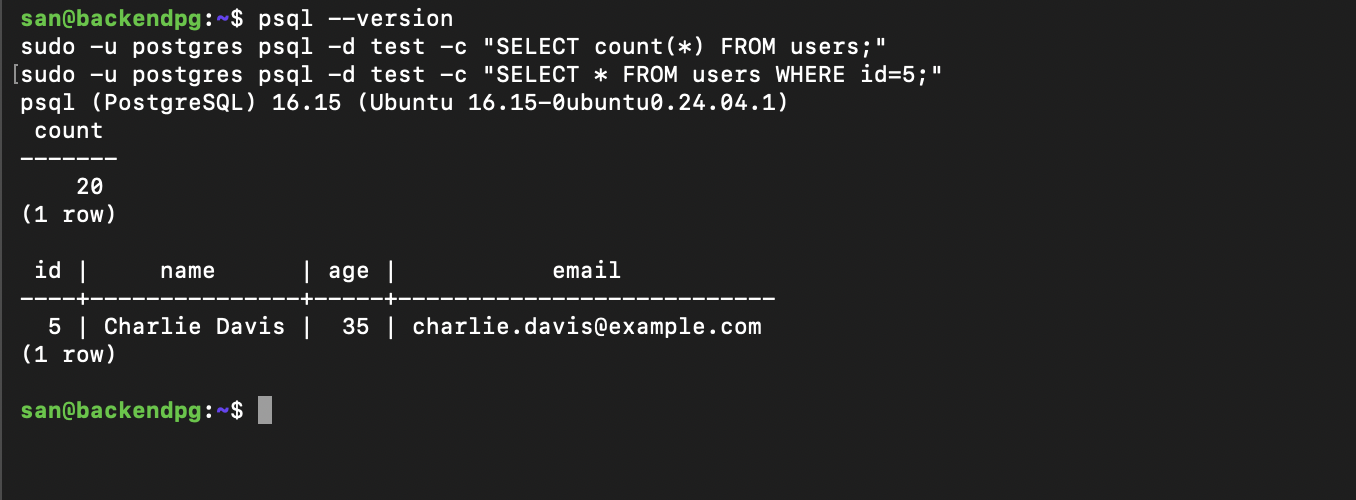 san@backendpg:~$ psql --version
sudo -u postgres psql -d test -c "SELECT count(*) FROM users;"
[sudo -u postgres psql -d test -c "SELECT * FROM users WHERE id=5;"
psql (PostgreSQL) 16.15 (Ubuntu 16.15-0ubuntu0.24.04.1)
 count
-------
    20
(1 row)

 id |     name      | age |           email
----+---------------+-----+---------------------------
  5 | Charlie Davis |  35 | charlie.davis@example.com
(1 row)

san@backendpg:~$